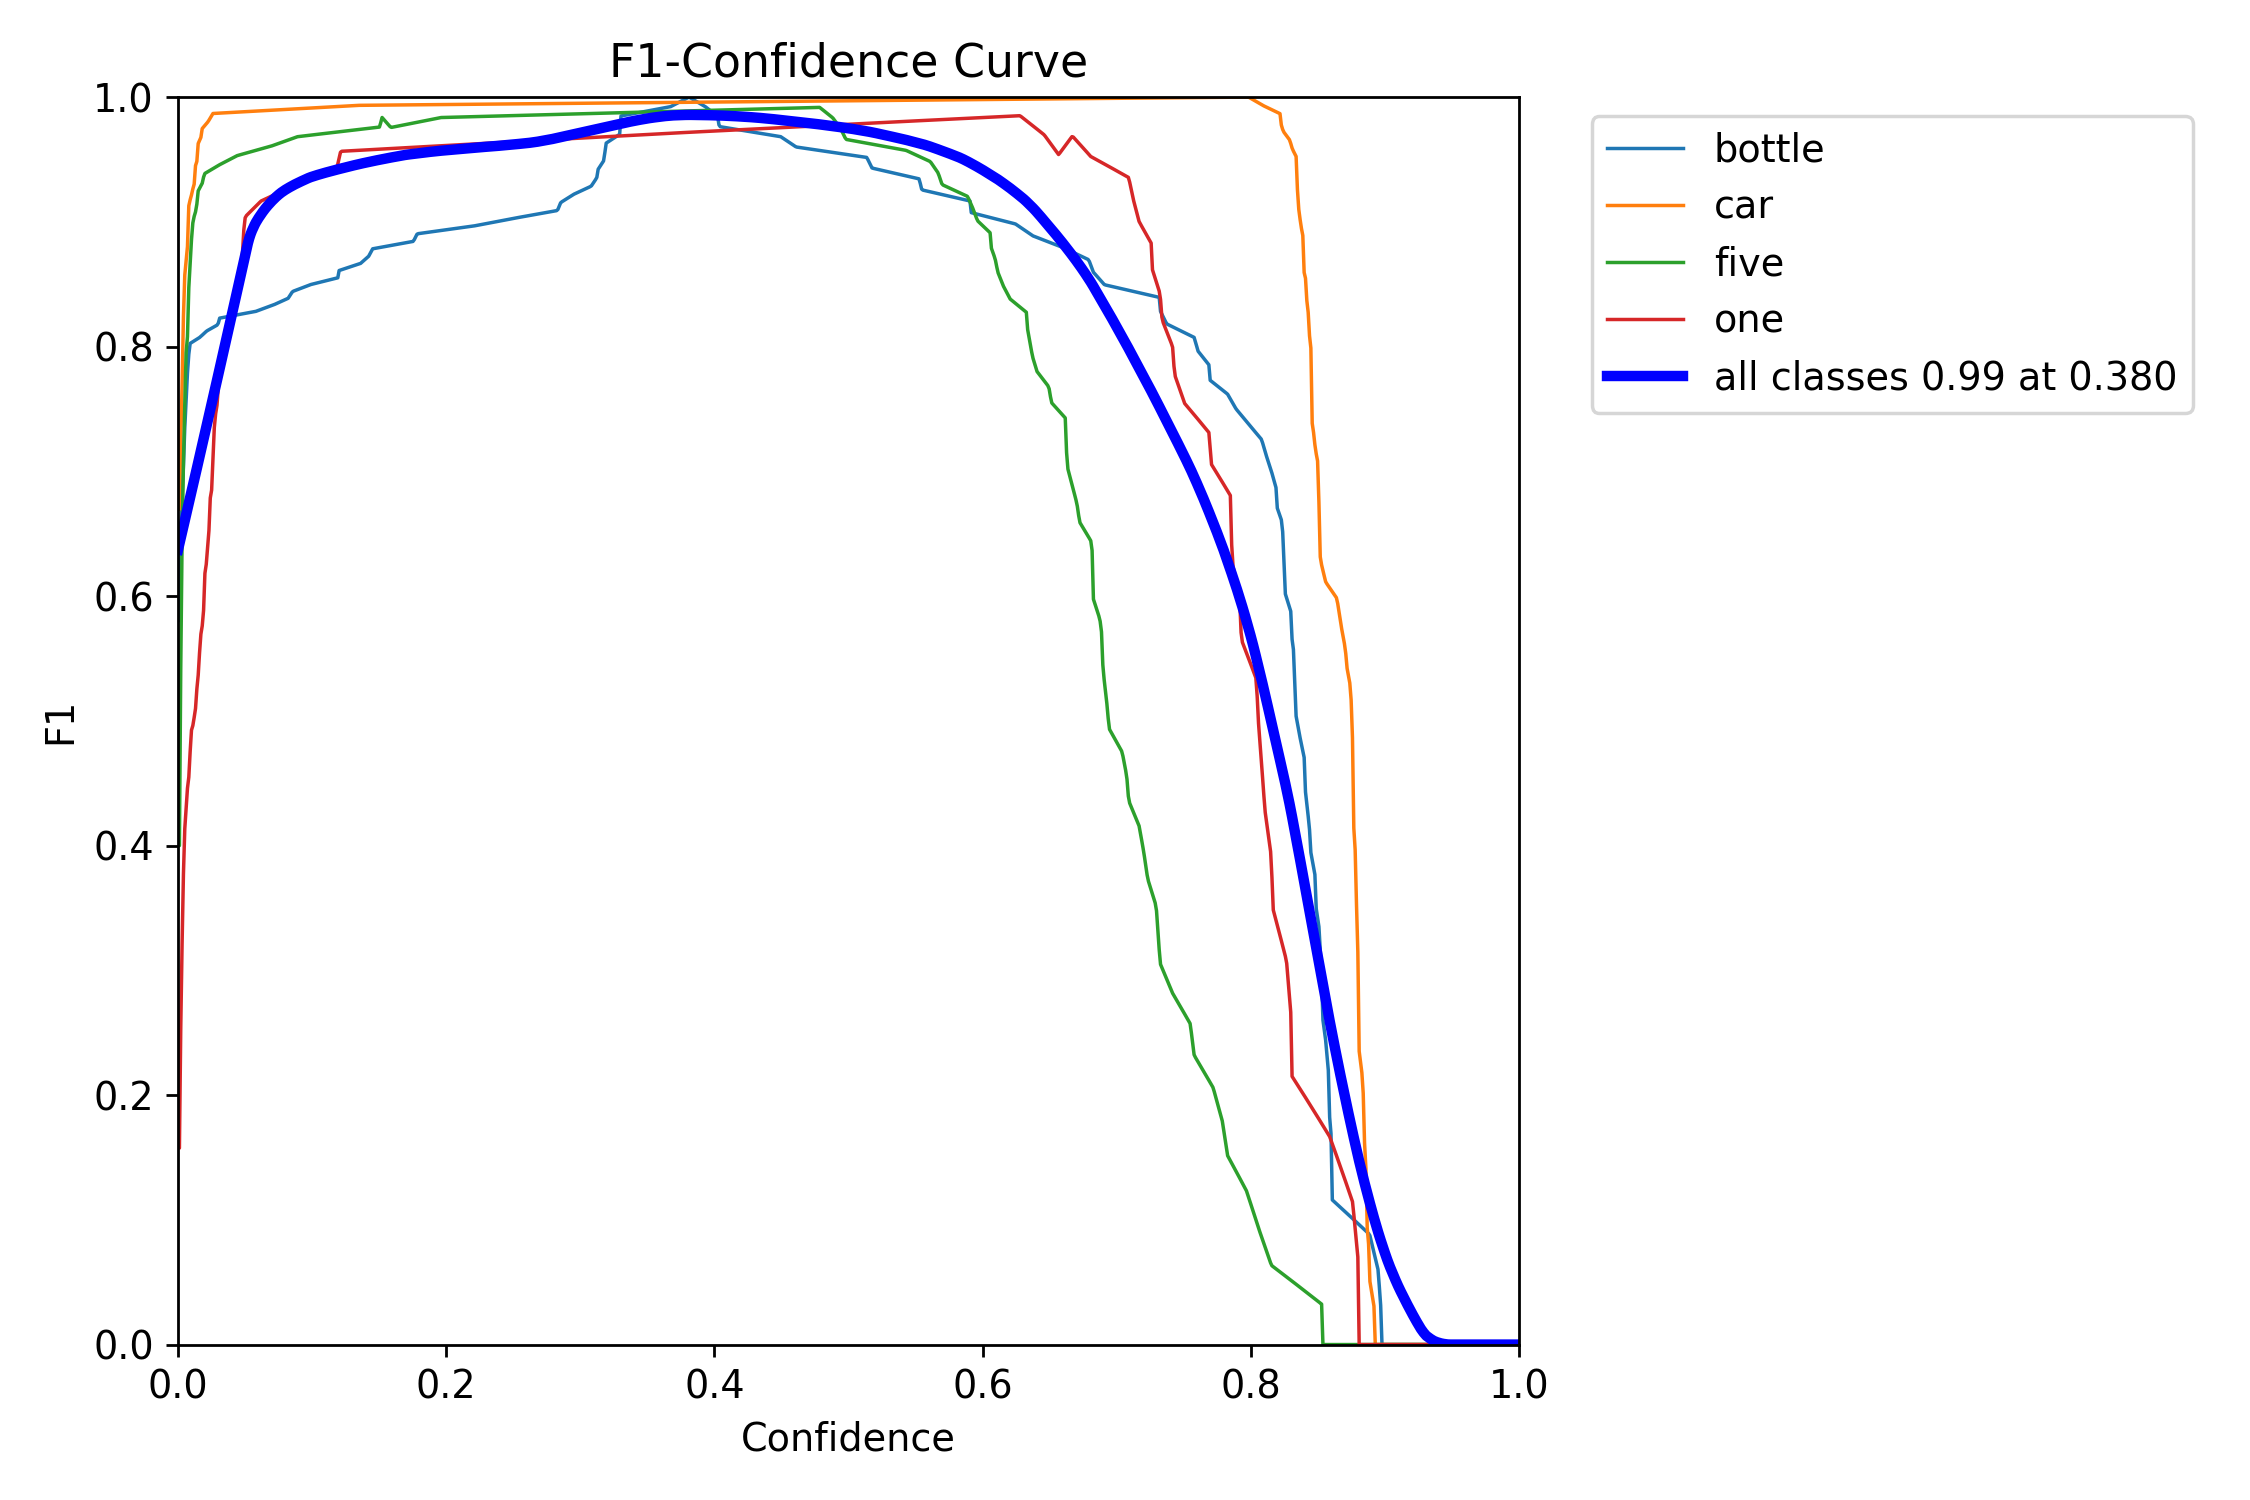 F1-Confidence Curve
1.0
0.8
0.6
0.4
0.2
0.0
F1
0.0 0.2 0.4 0.6 0.8 1.0
Confidence
bottle
car
five
one
all classes 0.99 at 0.380